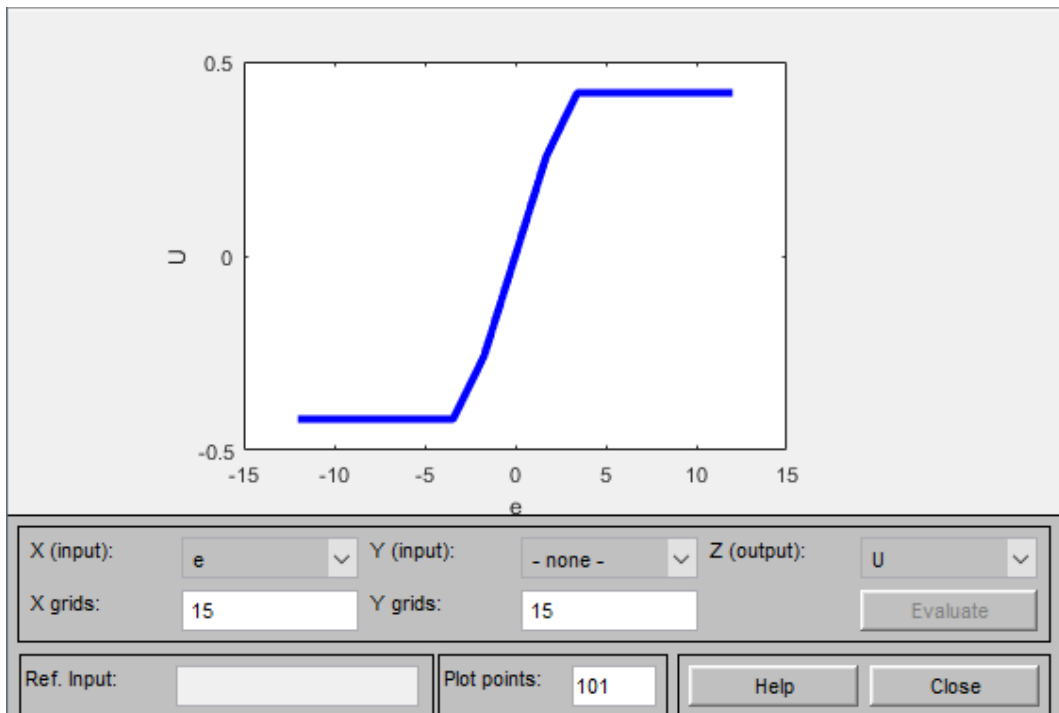 0.5
U
0
-0.5
-15 -10 -5 0 5 10 15
e
X (input): e Y (input): - none - Z (output): U
X grids: 15 Y grids: 15 Evaluate
Ref. Input: Plot points: 101 Help Close